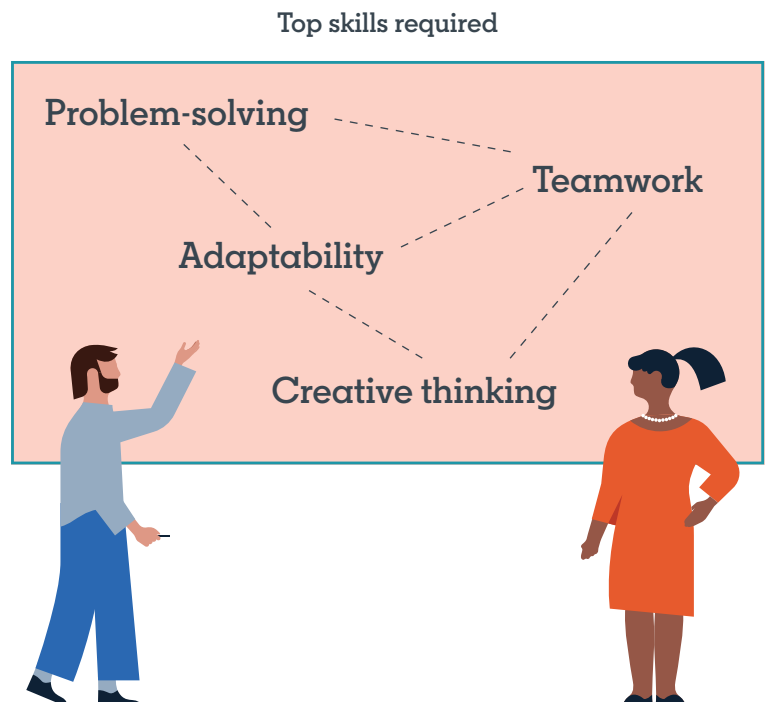 Top skills required
Problem-solving
Teamwork
Adaptability
Creative thinking